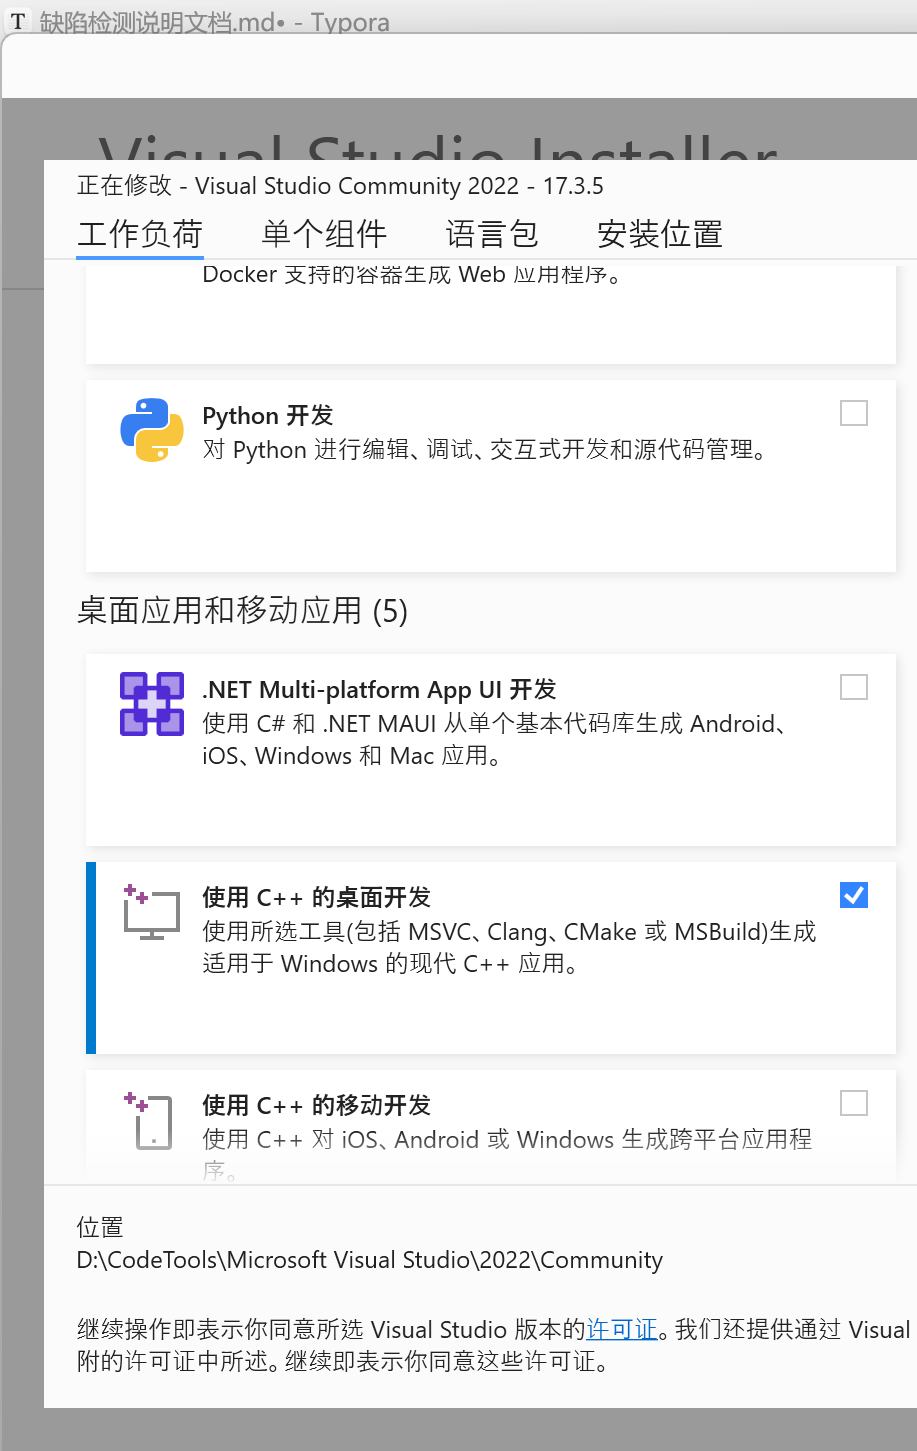 T 缺陷检测说明文档.md• - Typora
Visual Studio Installer
正在修改 - Visual Studio Community 2022 - 17.3.5
工作负荷 单个组件 语言包 安装位置
Docker 支持的容器生成 Web 应用程序。
Python 开发
对 Python 进行编辑、调试、交互式开发和源代码管理。
桌面应用和移动应用 (5)
.NET Multi-platform App UI 开发
使用 C# 和 .NET MAUI 从单个基本代码库生成 Android、
iOS、Windows 和 Mac 应用。
使用 C++ 的桌面开发
使用所选工具(包括 MSVC、Clang、CMake 或 MSBuild)生成
适用于 Windows 的现代 C++ 应用。
使用 C++ 的移动开发
使用 C++ 对 iOS、Android 或 Windows 生成跨平台应用程
序。
位置
D:\CodeTools\Microsoft Visual Studio\2022\Community
继续操作即表示你同意所选 Visual Studio 版本的许可证。我们还提供通过 Visual
附的许可证中所述。继续即表示你同意这些许可证。